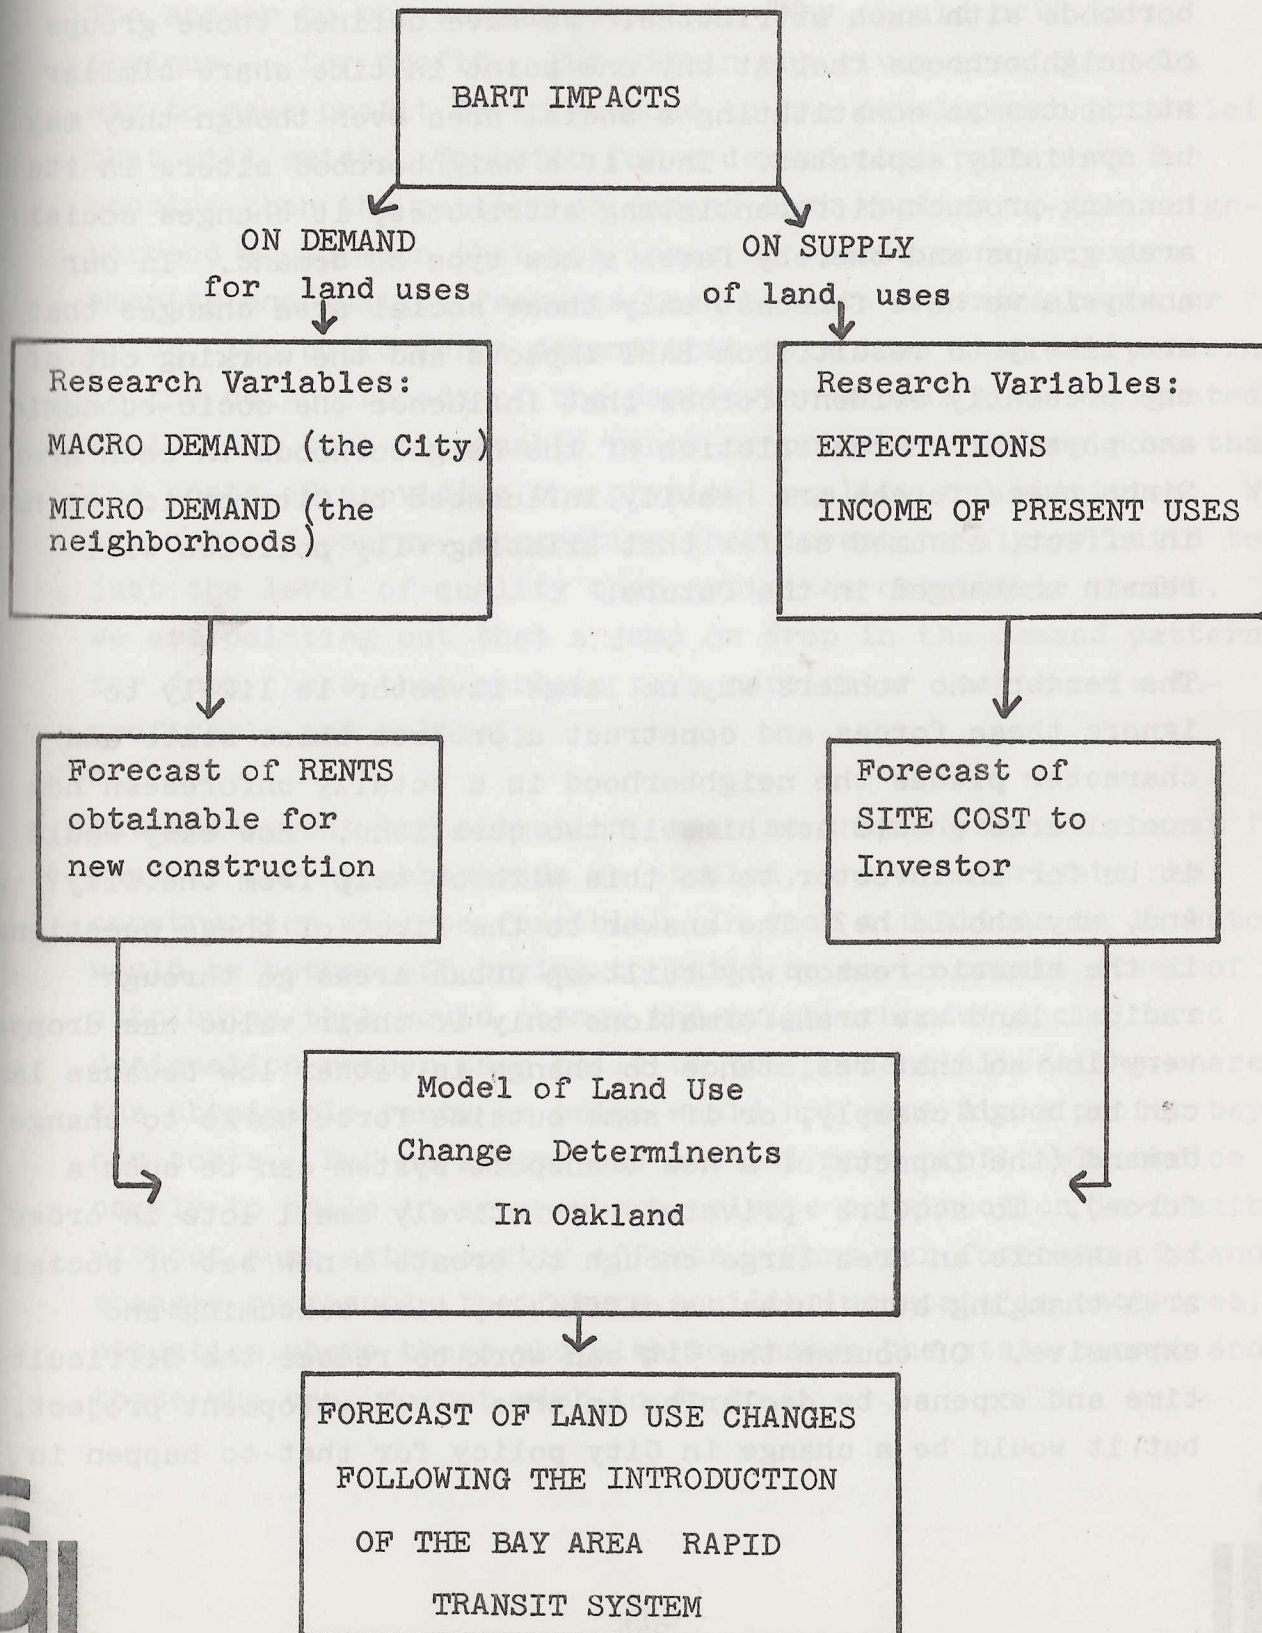 BART IMPACTS
ON DEMAND
for land uses
ON SUPPLY
of land uses
Research Variables:
MACRO DEMAND (the City)
MICRO DEMAND (the
neighborhoods)
Research Variables:
EXPECTATIONS
INCOME OF PRESENT USES
Forecast of RENTS
obtainable for
new construction
Forecast of
SITE COST to
Investor
Model of Land Use
Change Determinents
In Oakland
FORECAST OF LAND USE CHANGES
FOLLOWING THE INTRODUCTION
OF THE BAY AREA RAPID
TRANSIT SYSTEM